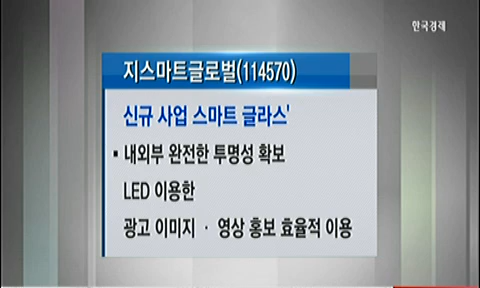 한국경제
지스마트글로벌(114570)
신규 사업 스마트 글라스'
▪ 내외부 완전한 투명성 확보
LED 이용한
광고 이미지 · 영상 홍보 효율적 이용